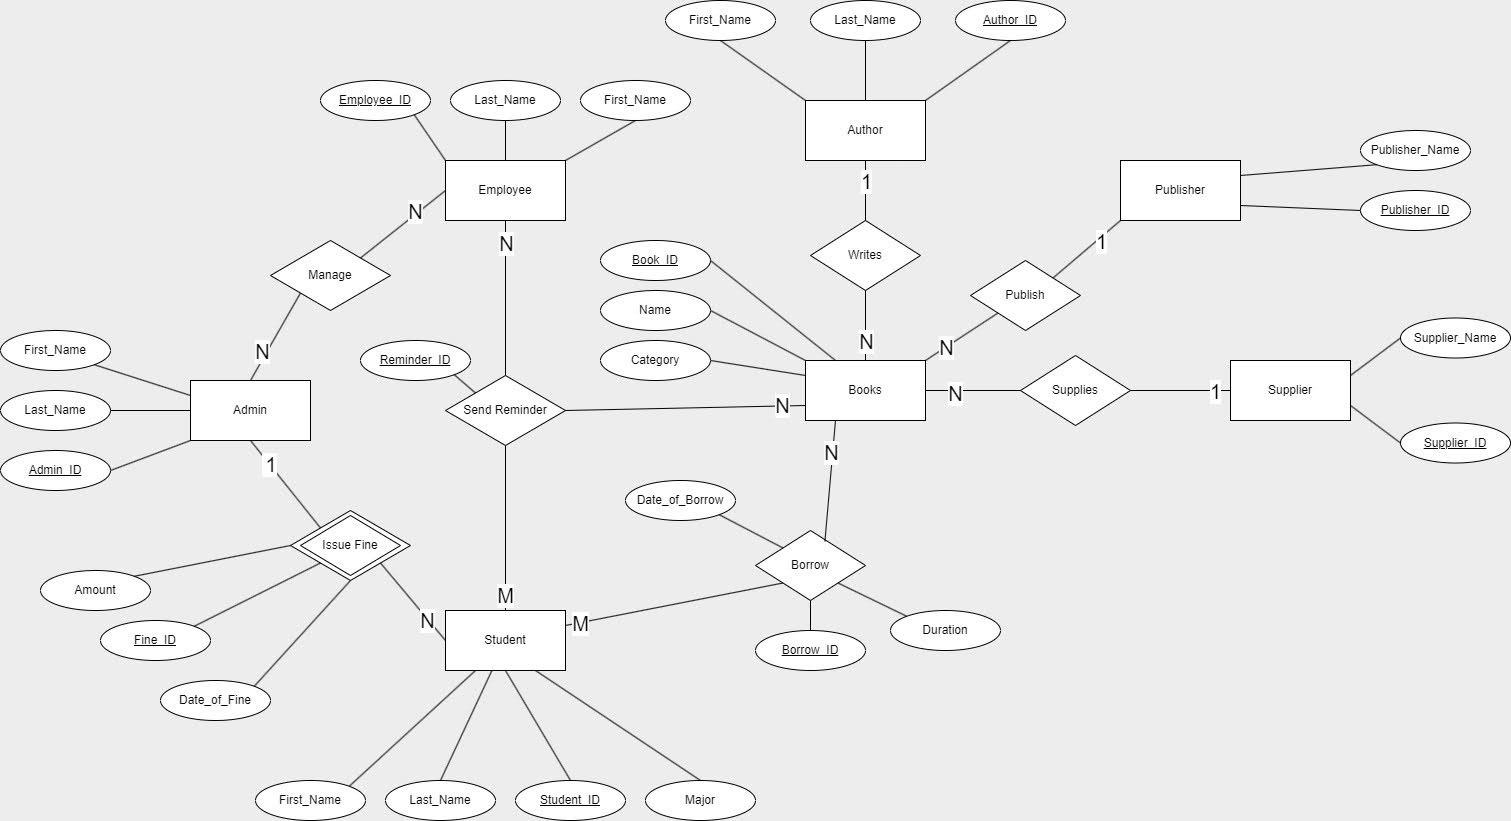 First_Name
Last_Name
Author_ID
Employee_ID
Last_Name
First_Name
Author
Publisher_Name
1
Employee
Publisher
Publisher_ID
N
N
1
Writes
Book_ID
Manage
Publish
Name
Supplier_Name
N
N
First_Name
N
Reminder_ID
Category
Books
N
Supplies
1
Supplier
Last_Name
Admin
Send Reminder
N
Supplier_ID
N
Admin_ID
1
Date_of_Borrow
Issue Fine
Borrow
Amount
M
N
M
Duration
Fine_ID
Student
Borrow_ID
Date_of_Fine
First_Name
Last_Name
Student_ID
Major